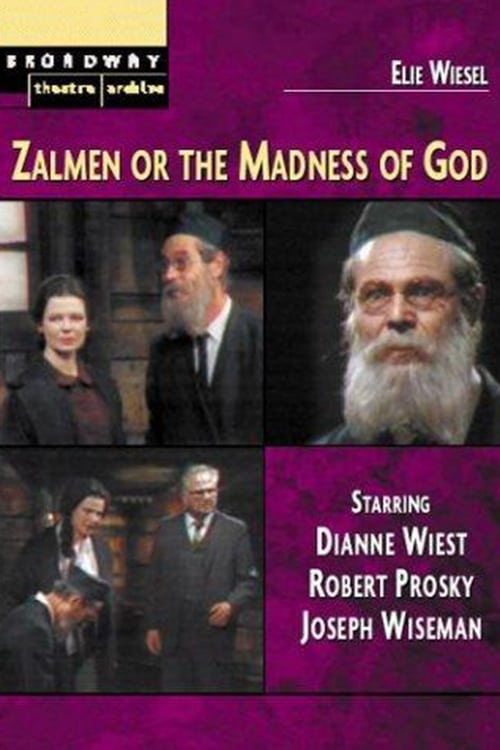 BROADWAY
theatre archive
ELIE WIESEL
ZALMEN OR THE MADNESS OF GOD
STARRING
DIANNE WIEST
ROBERT PROSKY
JOSEPH WISEMAN